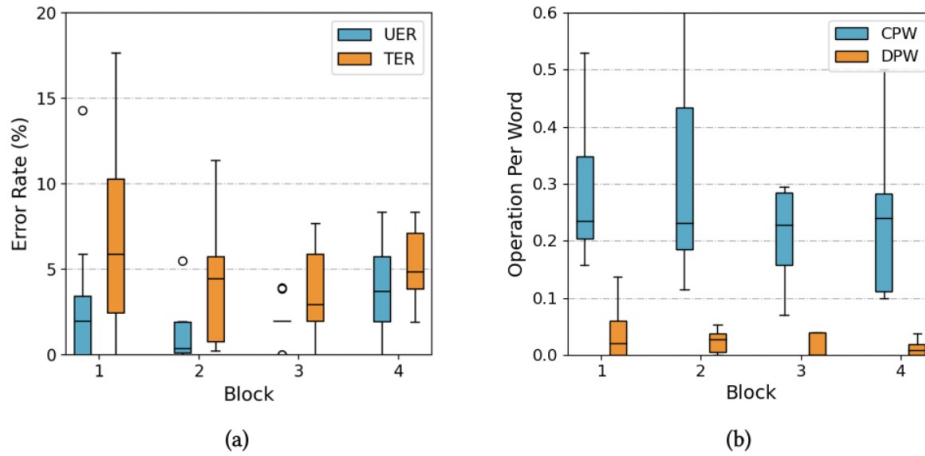 20
15
10
5
0
Error Rate (%)
UER
TER
1 2 3 4
Block
(a)
0.6
0.5
0.4
0.3
0.2
0.1
0.0
Operation Per Word
CPW
DPW
1 2 3 4
Block
(b)